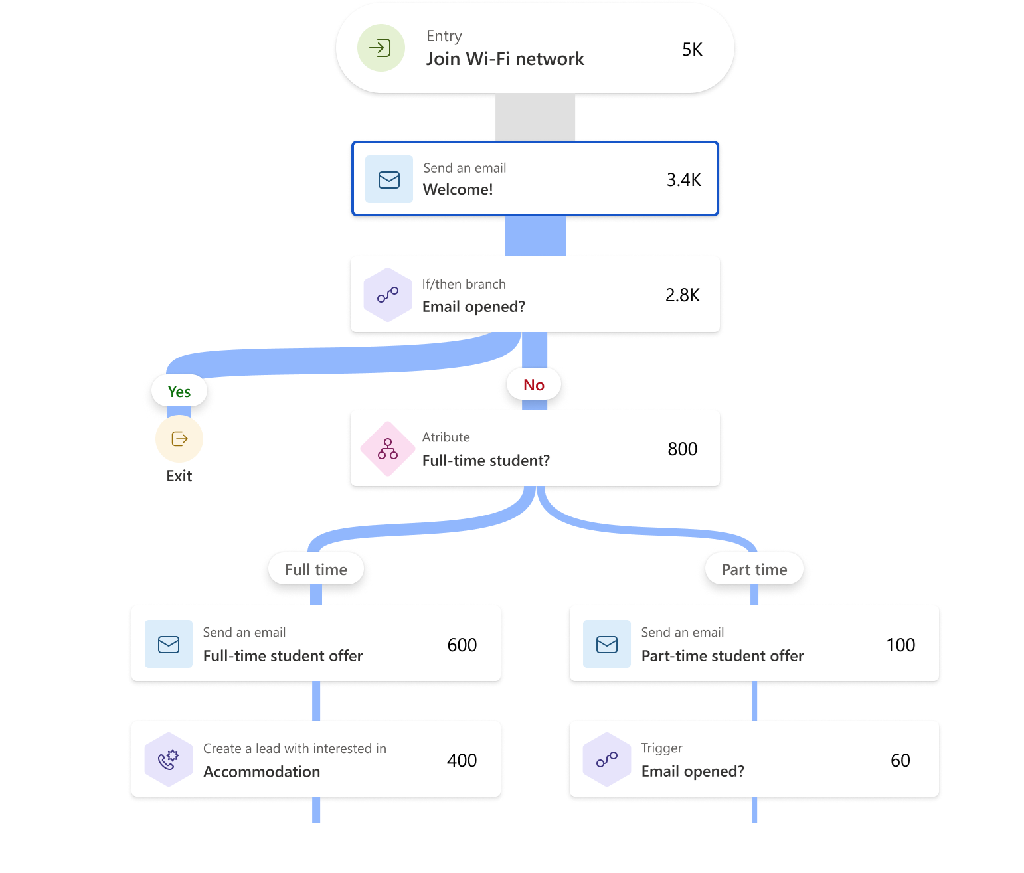 Entry
Join Wi-Fi network
5K
Send an email
Welcome!
3.4K
If/then branch
Email opened?
2.8K
Yes
No
Exit
Atribute
Full-time student?
800
Full time
Part time
Send an email
Full-time student offer
600
Send an email
Part-time student offer
100
Create a lead with interested in
Accommodation
400
Trigger
Email opened?
60